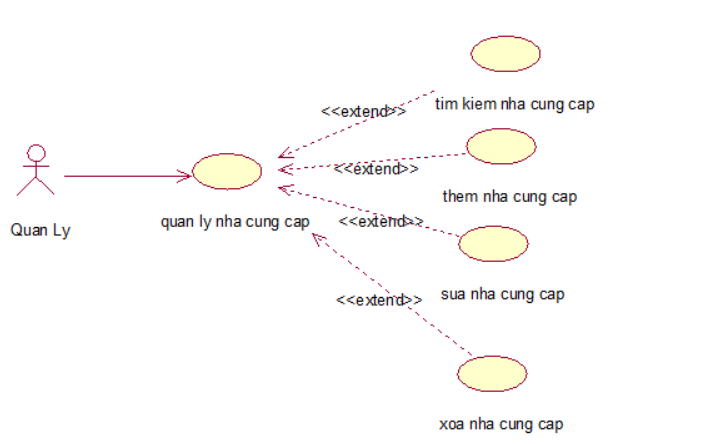 <<extend>>
tim kiem nha cung cap
<<extend>>
them nha cung cap
Quan Ly
quan ly nha cung cap
<<extend>>
sua nha cung cap
<<extend>>
xoa nha cung cap